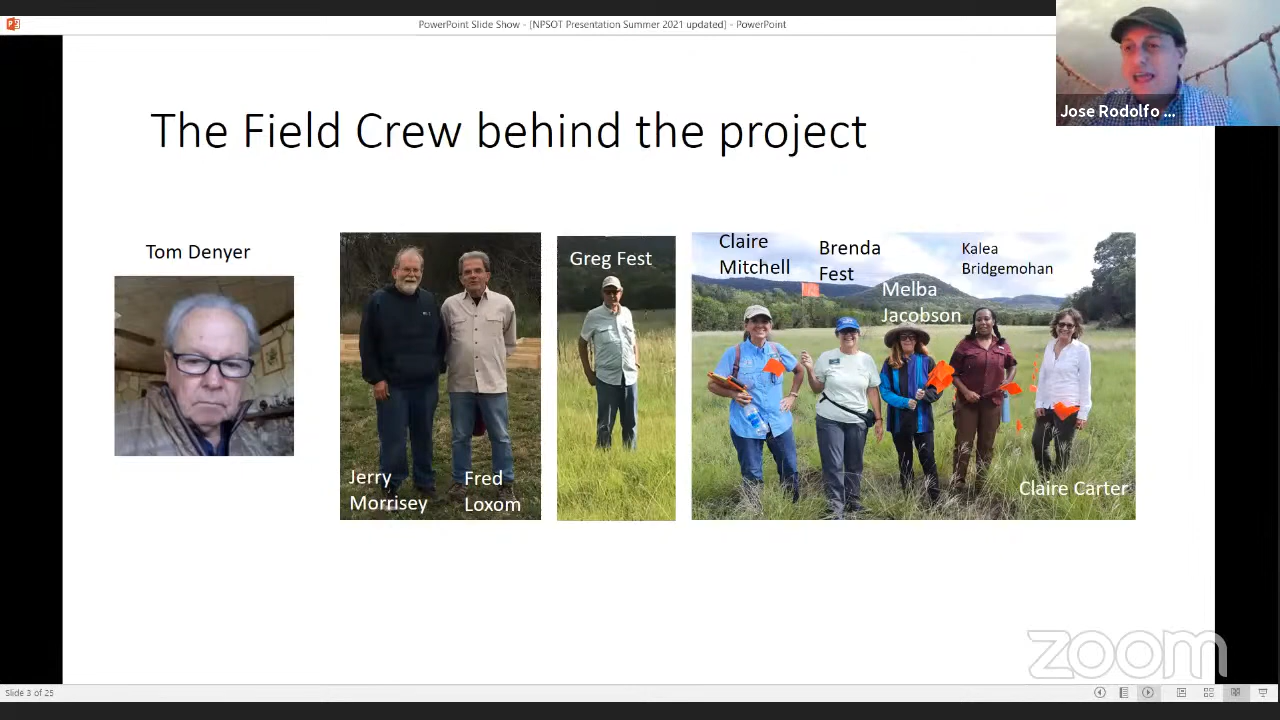 PowerPoint Slide Show - [NPSOT Presentation Summer 2021 updated] - PowerPoint
Jose Rodolfo ...
The Field Crew behind the project
Tom Denyer
Jerry
Morrisey
Fred
Loxom
Greg Fest
Claire
Mitchell
Brenda
Fest
Melba
Jacobson
Kalea
Bridgemohan
Claire Carter
zoom
Slide 3 of 25